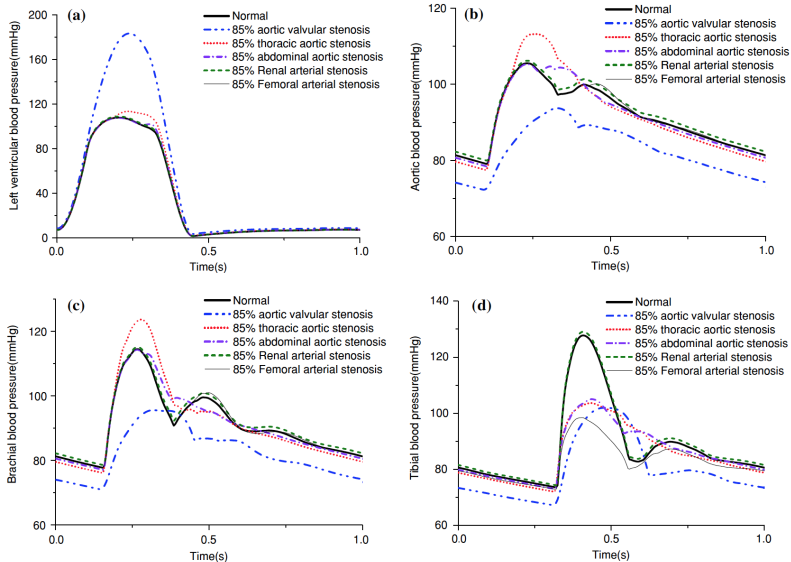 (a)
Normal
85% aortic valvular stenosis
85% thoracic aortic stenosis
85% abdominal aortic stenosis
85% Renal arterial stenosis
85% Femoral arterial stenosis
Left ventricular blood pressure(mmHg)
200
160
120
80
40
0
0.0
0.5
1.0
Time(s)
(b)
Normal
85% aortic valvular stenosis
85% thoracic aortic stenosis
85% abdominal aortic stenosis
85% Renal arterial stenosis
85% Femoral arterial stenosis
Aortic blood pressure(mmHg)
120
100
80
60
0.0
0.5
1.0
Time(s)
(c)
Normal
85% aortic valvular stenosis
85% thoracic aortic stenosis
85% abdominal aortic stenosis
85% Renal arterial stenosis
85% Femoral arterial stenosis
Brachial blood pressure(mmHg)
120
100
80
60
0.0
0.5
1.0
Time(s)
(d)
Normal
85% aortic valvular stenosis
85% thoracic aortic stenosis
85% abdominal aortic stenosis
85% Renal arterial stenosis
85% Femoral arterial stenosis
Tibial blood pressure(mmHg)
140
120
100
80
60
0.0
0.5
1.0
Time(s)